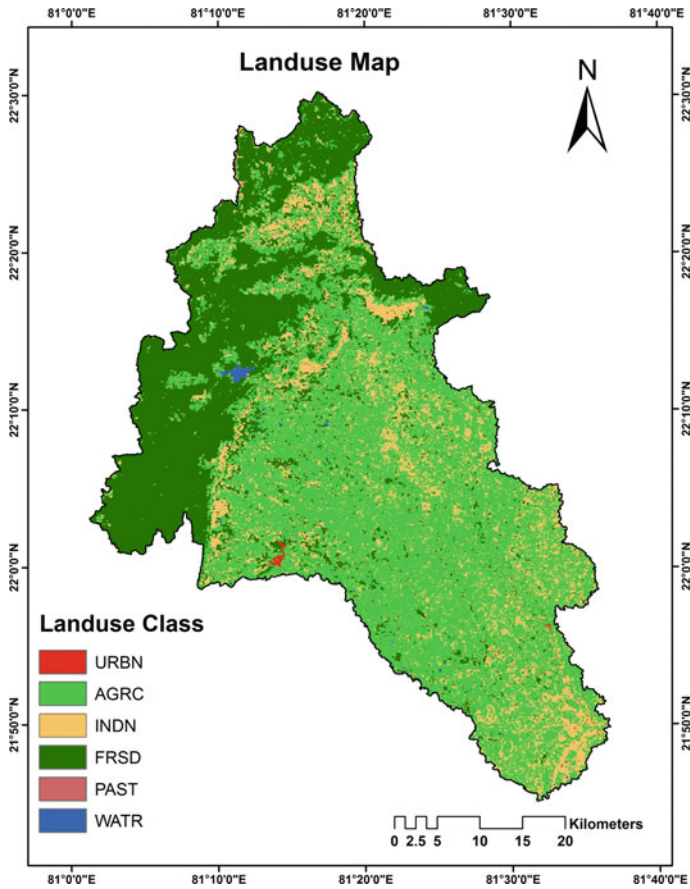 81°0'0"E 81°10'0"E 81°20'0"E 81°30'0"E 81°40'0"E
Landuse Map
N
22°30'0"N 22°30'0"N
22°20'0"N 22°20'0"N
22°10'0"N 22°10'0"N
22°0'0"N 22°0'0"N
21°50'0"N 21°50'0"N
Landuse Class
URBN
AGRC
INDN
FRSD
PAST
WATR
Kilometers
0 2.5 5 10 15 20
81°0'0"E 81°10'0"E 81°20'0"E 81°30'0"E 81°40'0"E